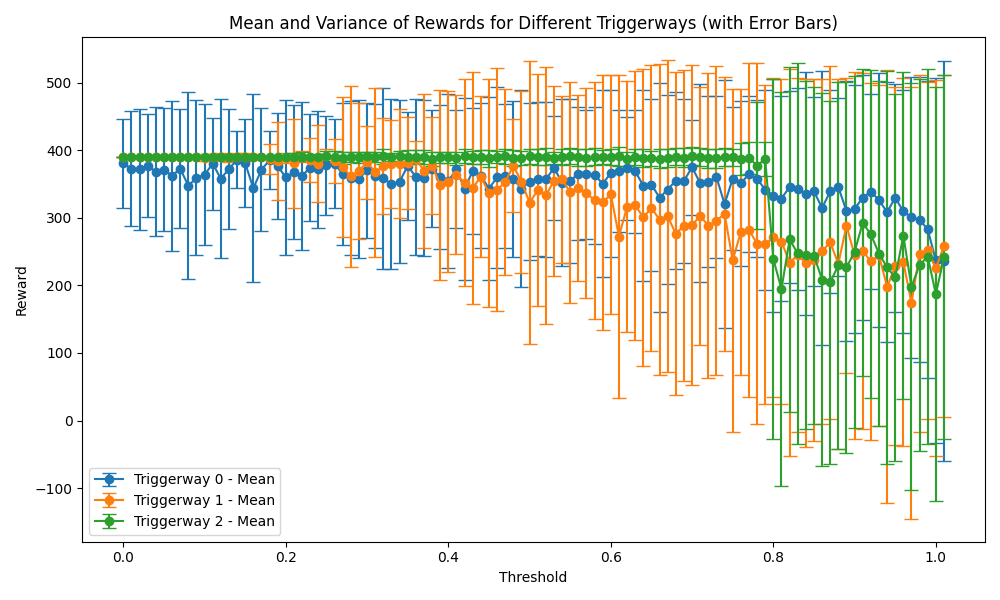 Mean and Variance of Rewards for Different Triggerways (with Error Bars)
500
400
300
200
100
0
−100
Reward
Triggerway 0 - Mean
Triggerway 1 - Mean
Triggerway 2 - Mean
0.0 0.2 0.4 0.6 0.8 1.0
Threshold